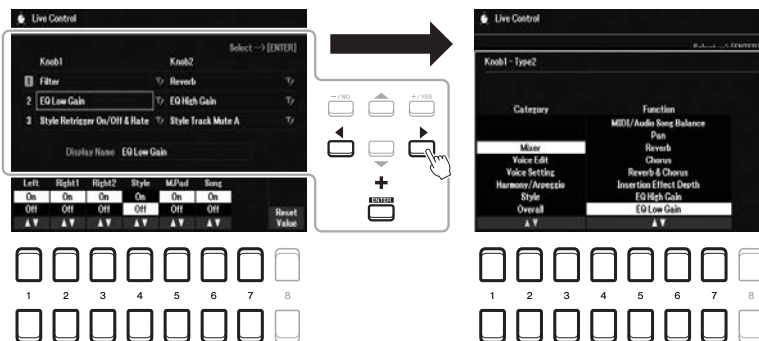 Live Control
Select --> [ENTER]
Knob1 Knob2
1 Filter Reverb
2 EQ Low Gain EQ High Gain
3 Style Retrigger On/Off & Rate Style Track Mute A
Display Name EQ Low Gain
Left Right1 Right2 Style M.Pad Song
On On On On On On
Off Off Off Off Off Off
Reset
Value
1 2 3 4 5 6 7 8
– / NO + / YES
+
ENTER
Live Control
Knob1 - Type2
Category Function
MIDI/Audio Song Balance
Pan
Mixer Reverb
Voice Edit Chorus
Voice Setting Reverb & Chorus
Harmony/Arpeggio Insertion Effect Depth
Style EQ High Gain
Overall EQ Low Gain
1 2 3 4 5 6 7 8